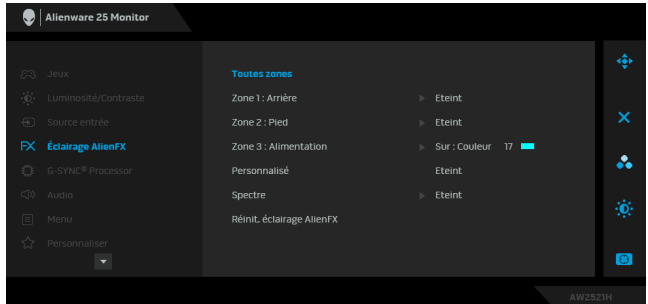 Alienware 25 Monitor
Jeux
Luminosité/Contraste
Source entrée
FX Éclairage AlienFX
G-SYNC® Processor
Audio
Menu
Personnaliser
Toutes zones
Zone 1 : Arrière Eteint
Zone 2 : Pied Eteint
Zone 3 : Alimentation Sur : Couleur 17
Personnalisé Eteint
Spectre Eteint
Réinit. éclairage AlienFX
AW2521H